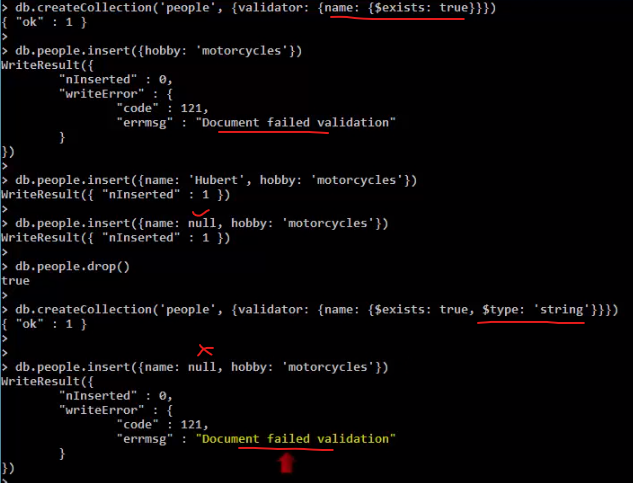 > db.createCollection('people', {validator: {name: {$exists: true}}})
{ "ok" : 1 }
>
> db.people.insert({hobby: 'motorcycles'})
WriteResult({
        "nInserted" : 0,
        "writeError" : {
                "code" : 121,
                "errmsg" : "Document failed validation"
        }
})
>
> db.people.insert({name: 'Hubert', hobby: 'motorcycles'})
WriteResult({ "nInserted" : 1 })
>
> db.people.insert({name: null, hobby: 'motorcycles'})
WriteResult({ "nInserted" : 1 })
>
> db.people.drop()
true
>
> db.createCollection('people', {validator: {name: {$exists: true, $type: 'string'}}})
{ "ok" : 1 }
>
>
> db.people.insert({name: null, hobby: 'motorcycles'})
WriteResult({
        "nInserted" : 0,
        "writeError" : {
                "code" : 121,
                "errmsg" : "Document failed validation"
        }
})
>